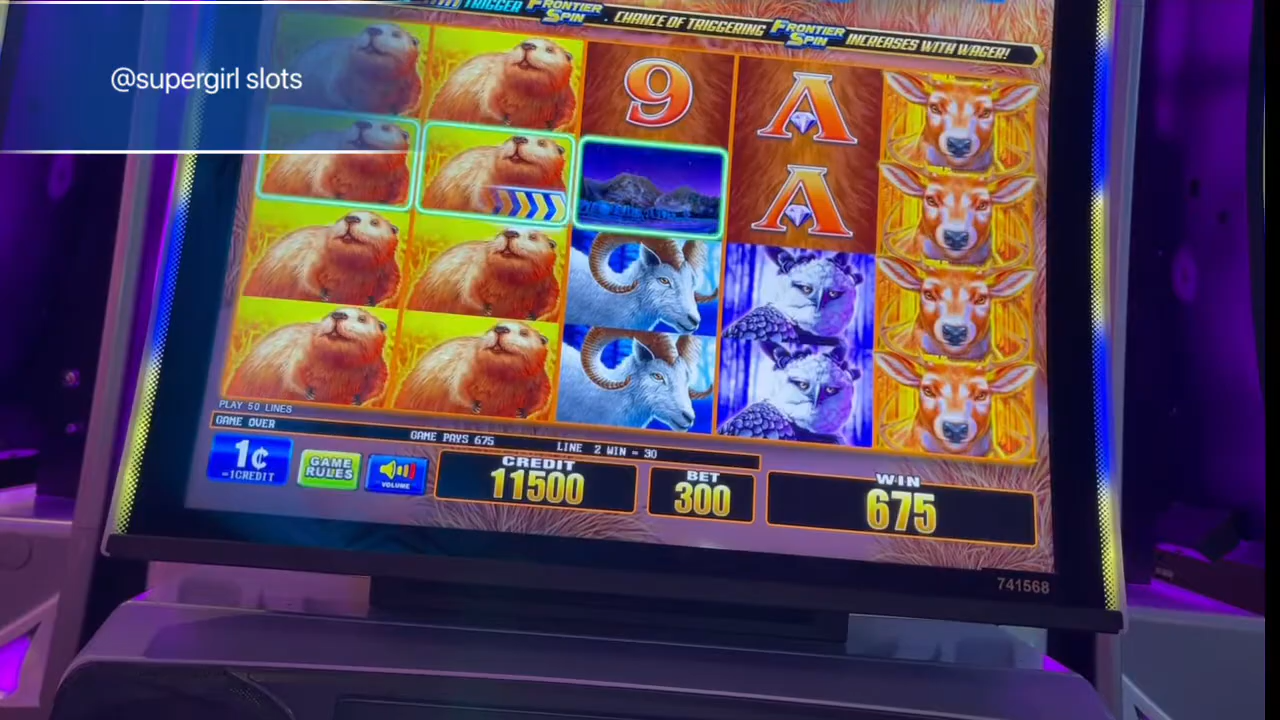 TRIGGER FRONTIER SPIN . CHANCE OF TRIGGERING FRONTIER SPIN INCREASES WITH WAGER!
@supergirl slots
9
A
A
PLAY 50 LINES
GAME OVER
GAME PAYS 675
LINE 2 WIN = 30
1¢
=1CREDIT
GAME RULES
VOLUME
CREDIT
11500
BET
300
WIN
675
741568